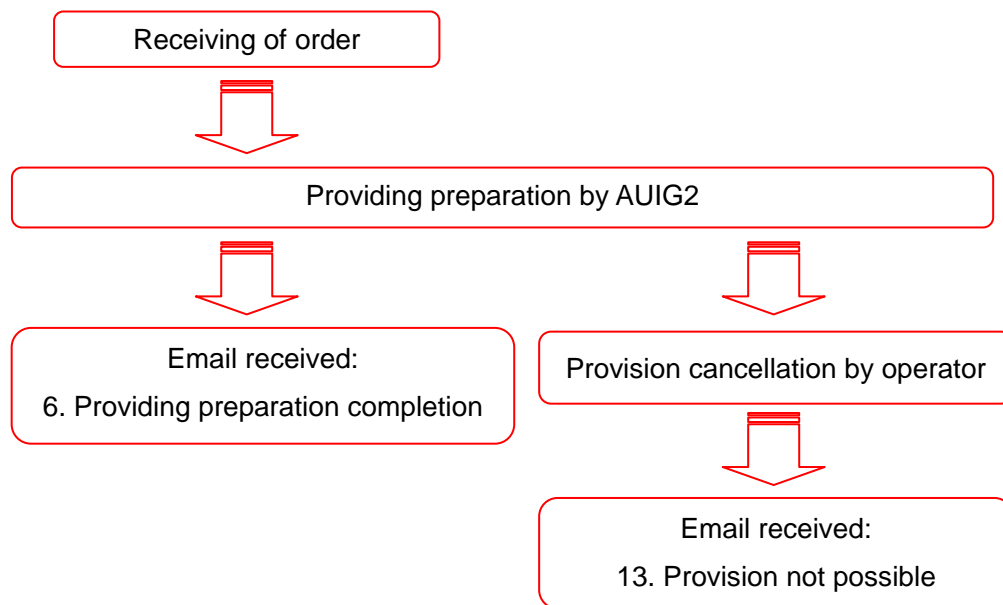 Receiving of order
Providing preparation by AUIG2
Email received:
6. Providing preparation completion
Provision cancellation by operator
Email received:
13. Provision not possible